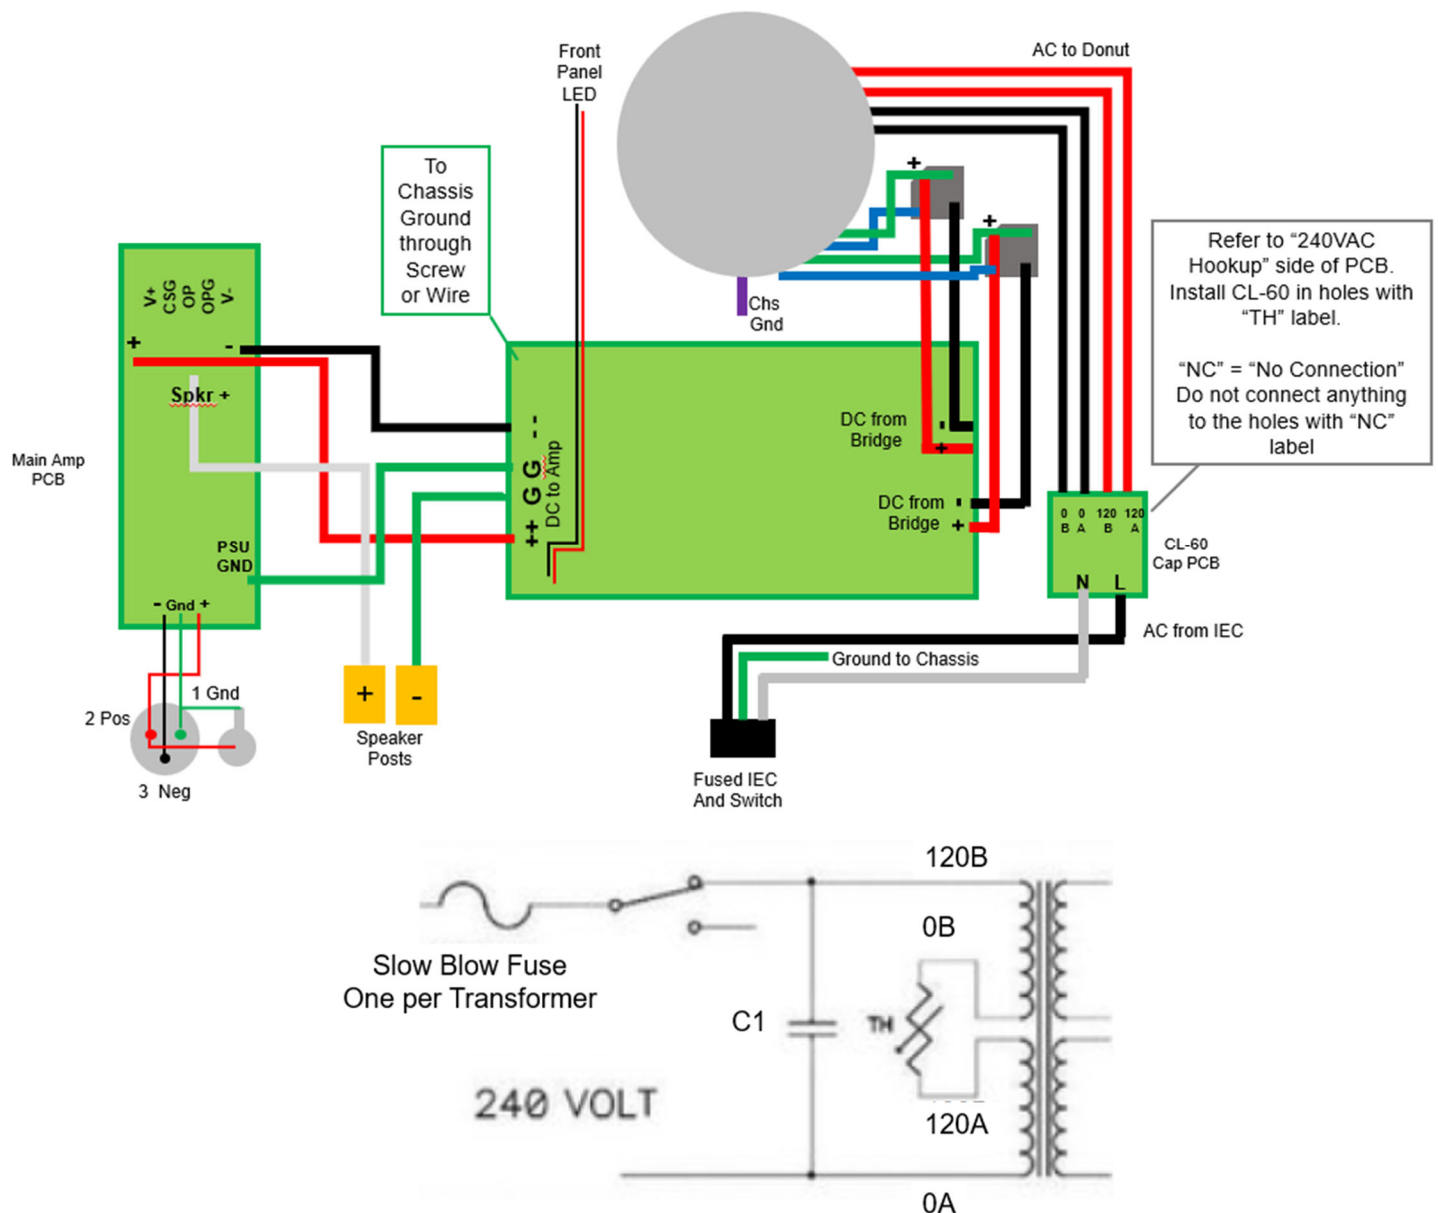 Front
Panel
LED
AC to Donut
To
Chassis
Ground
through
Screw
or Wire
+
+
Refer to “240VAC
Hookup” side of PCB.
Install CL-60 in holes with
“TH” label.
“NC” = “No Connection”
Do not connect anything
to the holes with “NC”
label
V+
CSG
OP
OPG
V-
+
-
Spkr +
Main Amp
PCB
PSU
GND
- Gnd +
Chs
Gnd
DC from
Bridge
-
+
DC from
Bridge
-
+
++ G G --
DC to Amp
0 0 120 120
B A B A
N L
CL-60
Cap PCB
AC from IEC
Ground to Chassis
1 Gnd
2 Pos
3 Neg
+
-
Speaker
Posts
Fused IEC
And Switch
120B
0B
Slow Blow Fuse
One per Transformer
C1
TH
240 VOLT
120A
0A